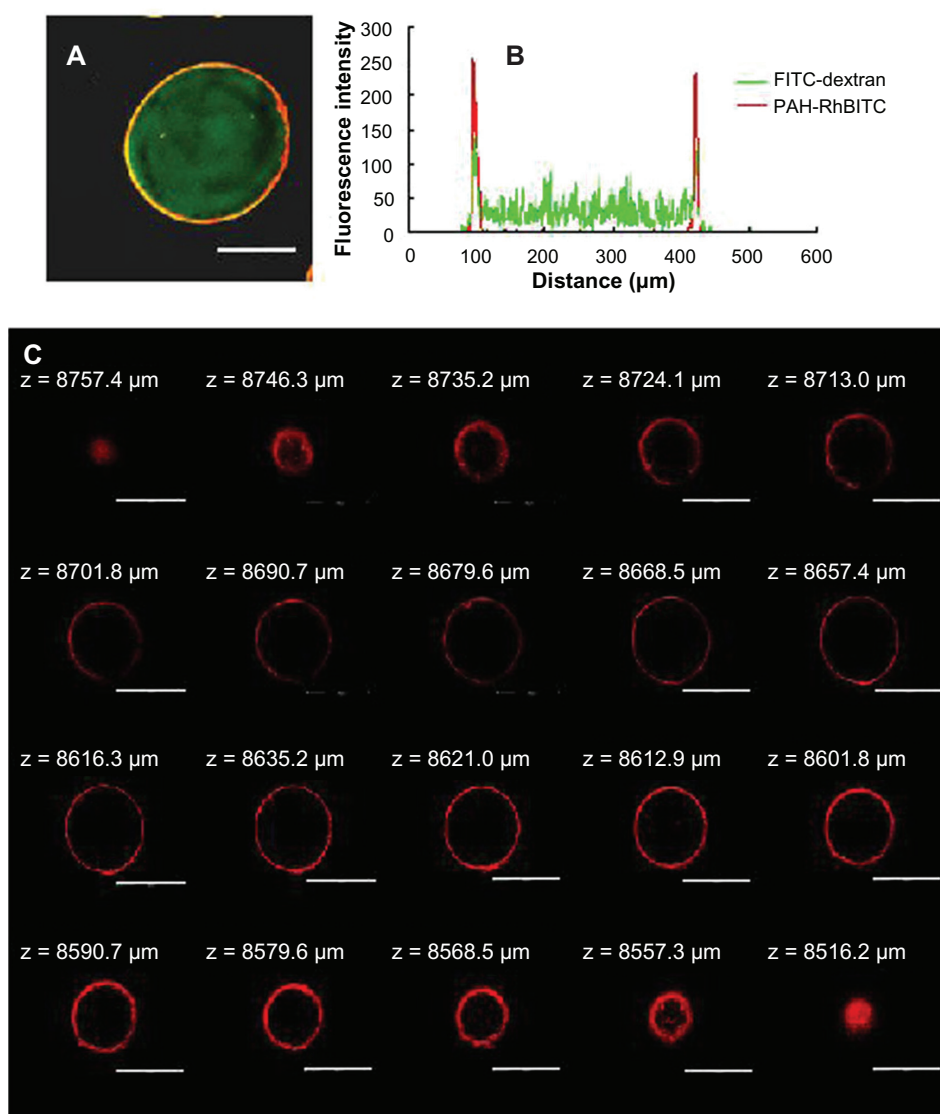 A
B
Fluorescence intensity
300
250
200
150
100
50
0
0 100 200 300 400 500 600
Distance (µm)
FITC-dextran
PAH-RhBITC
C
z = 8757.4 µm z = 8746.3 µm z = 8735.2 µm z = 8724.1 µm z = 8713.0 µm
z = 8701.8 µm z = 8690.7 µm z = 8679.6 µm z = 8668.5 µm z = 8657.4 µm
z = 8616.3 µm z = 8635.2 µm z = 8621.0 µm z = 8612.9 µm z = 8601.8 µm
z = 8590.7 µm z = 8579.6 µm z = 8568.5 µm z = 8557.3 µm z = 8516.2 µm